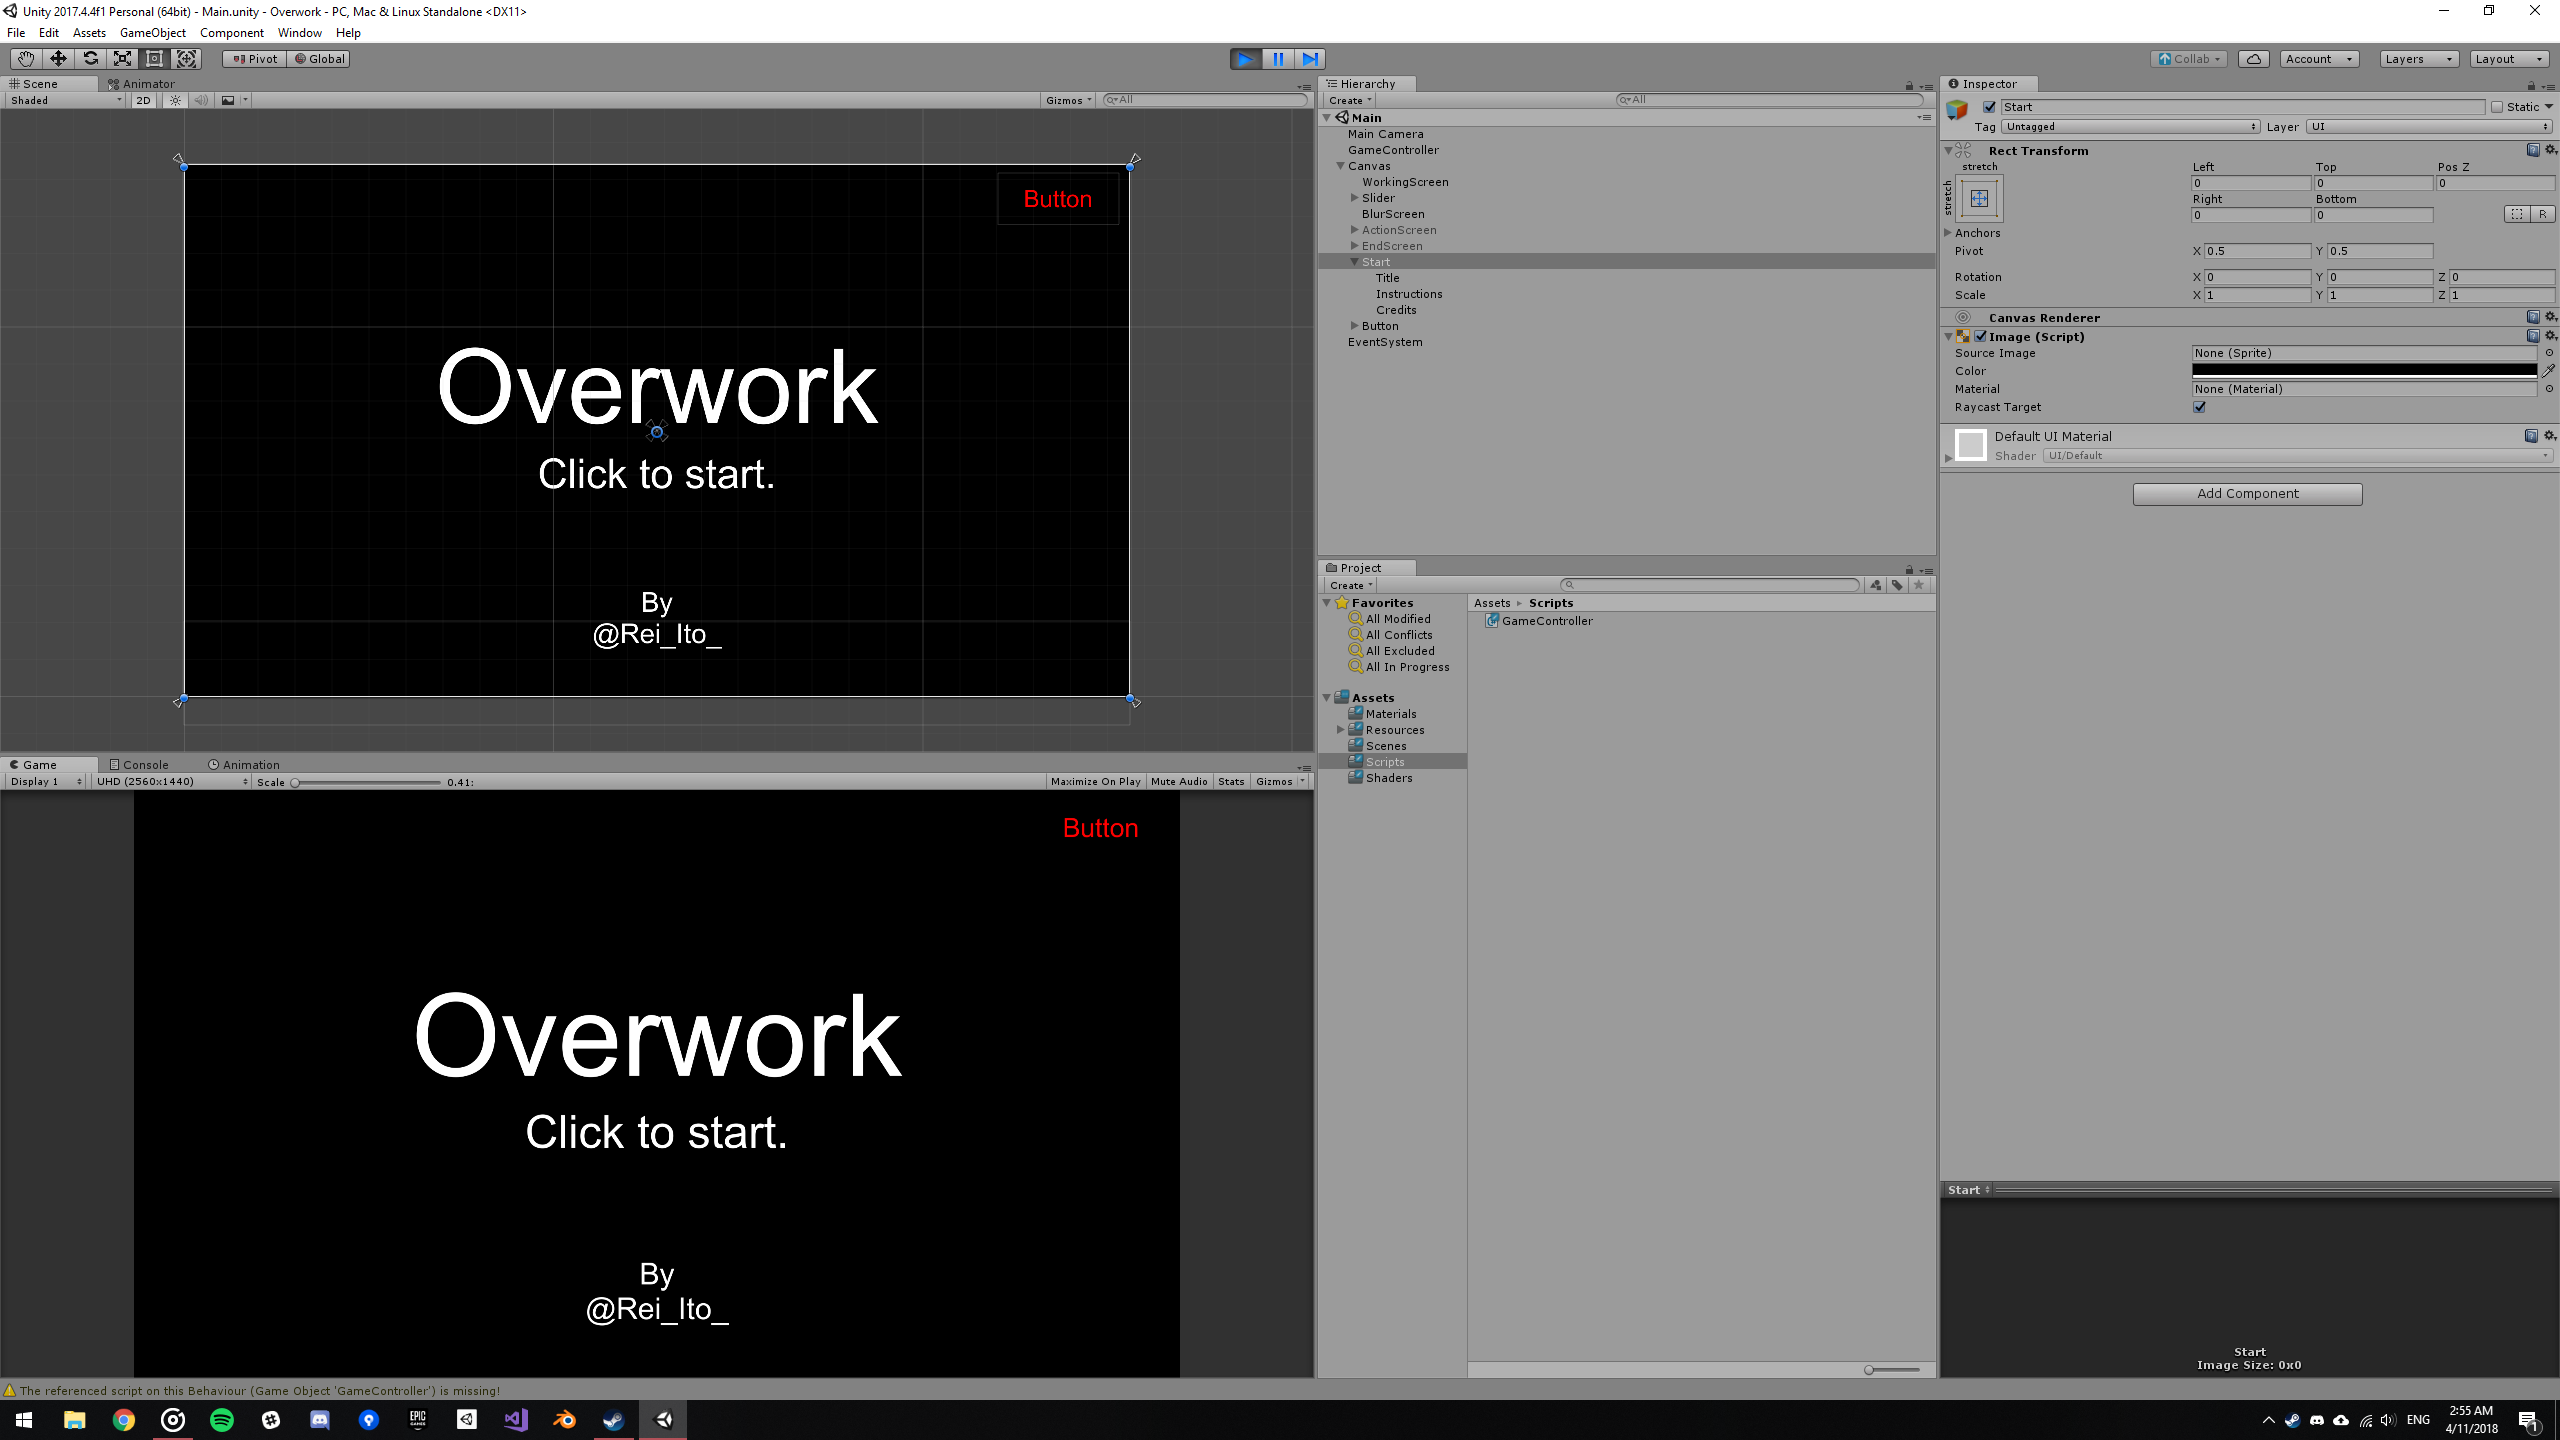 Unity 2017.4.4f1 Personal (64bit) - Main.unity - Overwork - PC, Mac & Linux Standalone <DX11>
File Edit Assets GameObject Component Window Help
Pivot Global
Collab Account Layers Layout
Scene Animator
Shaded 2D Gizmos All
Button
Overwork
Click to start.
By
@Rei_Ito_
Game Console Animation
Display 1 UHD (2560x1440) Scale 0.41: Maximize On Play Mute Audio Stats Gizmos
Button
Overwork
Click to start.
By
@Rei_Ito_
Hierarchy
Create All
Main
Main Camera
GameController
Canvas
WorkingScreen
Slider
BlurScreen
ActionScreen
EndScreen
Start
Title
Instructions
Credits
Button
EventSystem
Project
Create
Favorites
All Modified
All Conflicts
All Excluded
All In Progress
Assets
Materials
Resources
Scenes
Scripts
Shaders
Assets Scripts
GameController
Inspector
Start Static
Tag Untagged Layer UI
Rect Transform
stretch
stretch
Left Top Pos Z
0 0 0
Right Bottom
0 0 R
Anchors
Pivot X 0.5 Y 0.5
Rotation X 0 Y 0 Z 0
Scale X 1 Y 1 Z 1
Canvas Renderer
Image (Script)
Source Image None (Sprite)
Color
Material None (Material)
Raycast Target
Default UI Material
Shader UI/Default
Add Component
Start
Start
Image Size: 0x0
The referenced script on this Behaviour (Game Object 'GameController') is missing!
EPIC
GAMES
ENG
2:55 AM
4/11/2018
1